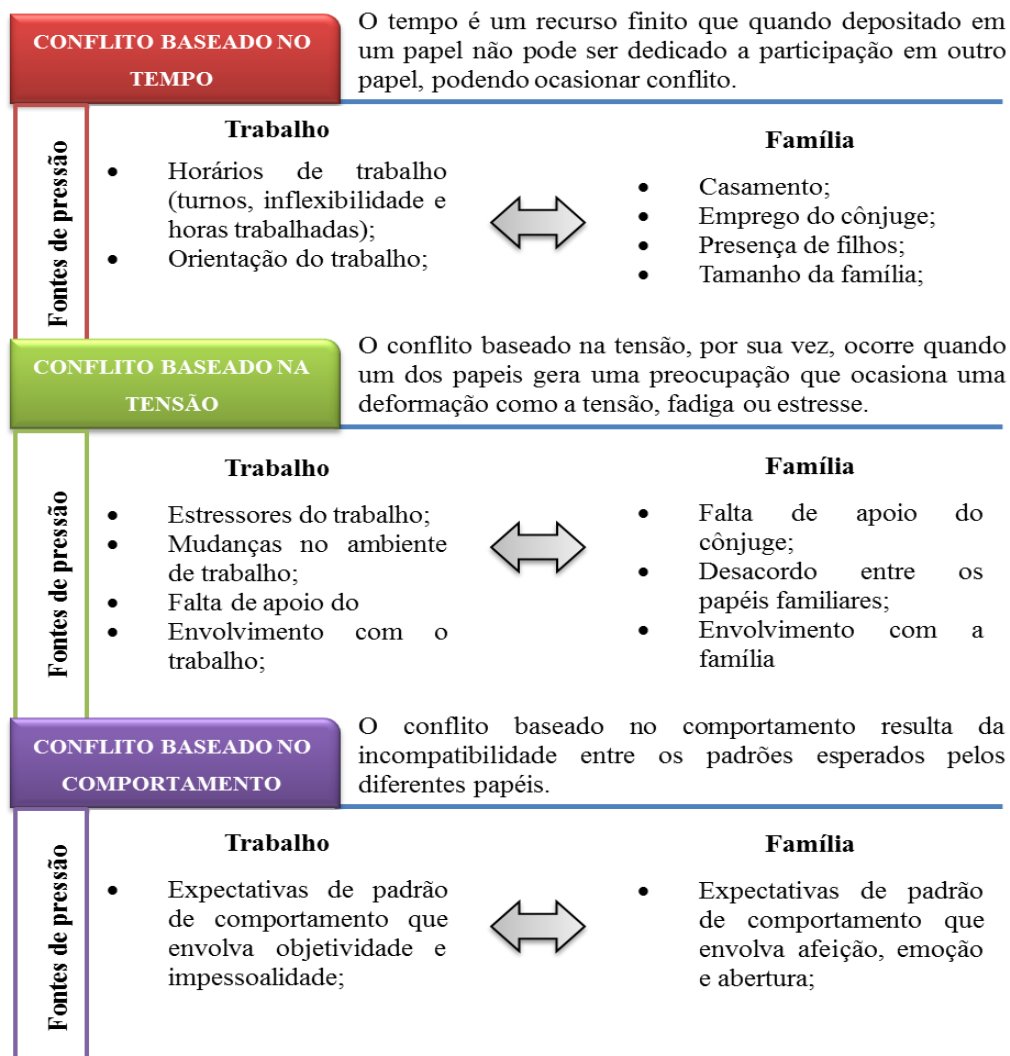 CONFLITO BASEADO NO
TEMPO
O tempo é um recurso finito que quando depositado em
um papel não pode ser dedicado a participação em outro
papel, podendo ocasionar conflito.
Fontes de pressão
Trabalho
• Horários de trabalho
(turnos, inflexibilidade e
horas trabalhadas);
• Orientação do trabalho;
Família
• Casamento;
• Emprego do cônjuge;
• Presença de filhos;
• Tamanho da família;
CONFLITO BASEADO NA
TENSÃO
O conflito baseado na tensão, por sua vez, ocorre quando
um dos papeis gera uma preocupação que ocasiona uma
deformação como a tensão, fadiga ou estresse.
Fontes de pressão
Trabalho
• Estressores do trabalho;
• Mudanças no ambiente
de trabalho;
• Falta de apoio do
• Envolvimento com o
trabalho;
Família
• Falta de apoio do
cônjuge;
• Desacordo entre os
papéis familiares;
• Envolvimento com a
família
CONFLITO BASEADO NO
COMPORTAMENTO
O conflito baseado no comportamento resulta da
incompatibilidade entre os padrões esperados pelos
diferentes papéis.
Fontes de pressão
Trabalho
• Expectativas de padrão
de comportamento que
envolva objetividade e
impessoalidade;
Família
• Expectativas de padrão
de comportamento que
envolva afeição, emoção
e abertura;